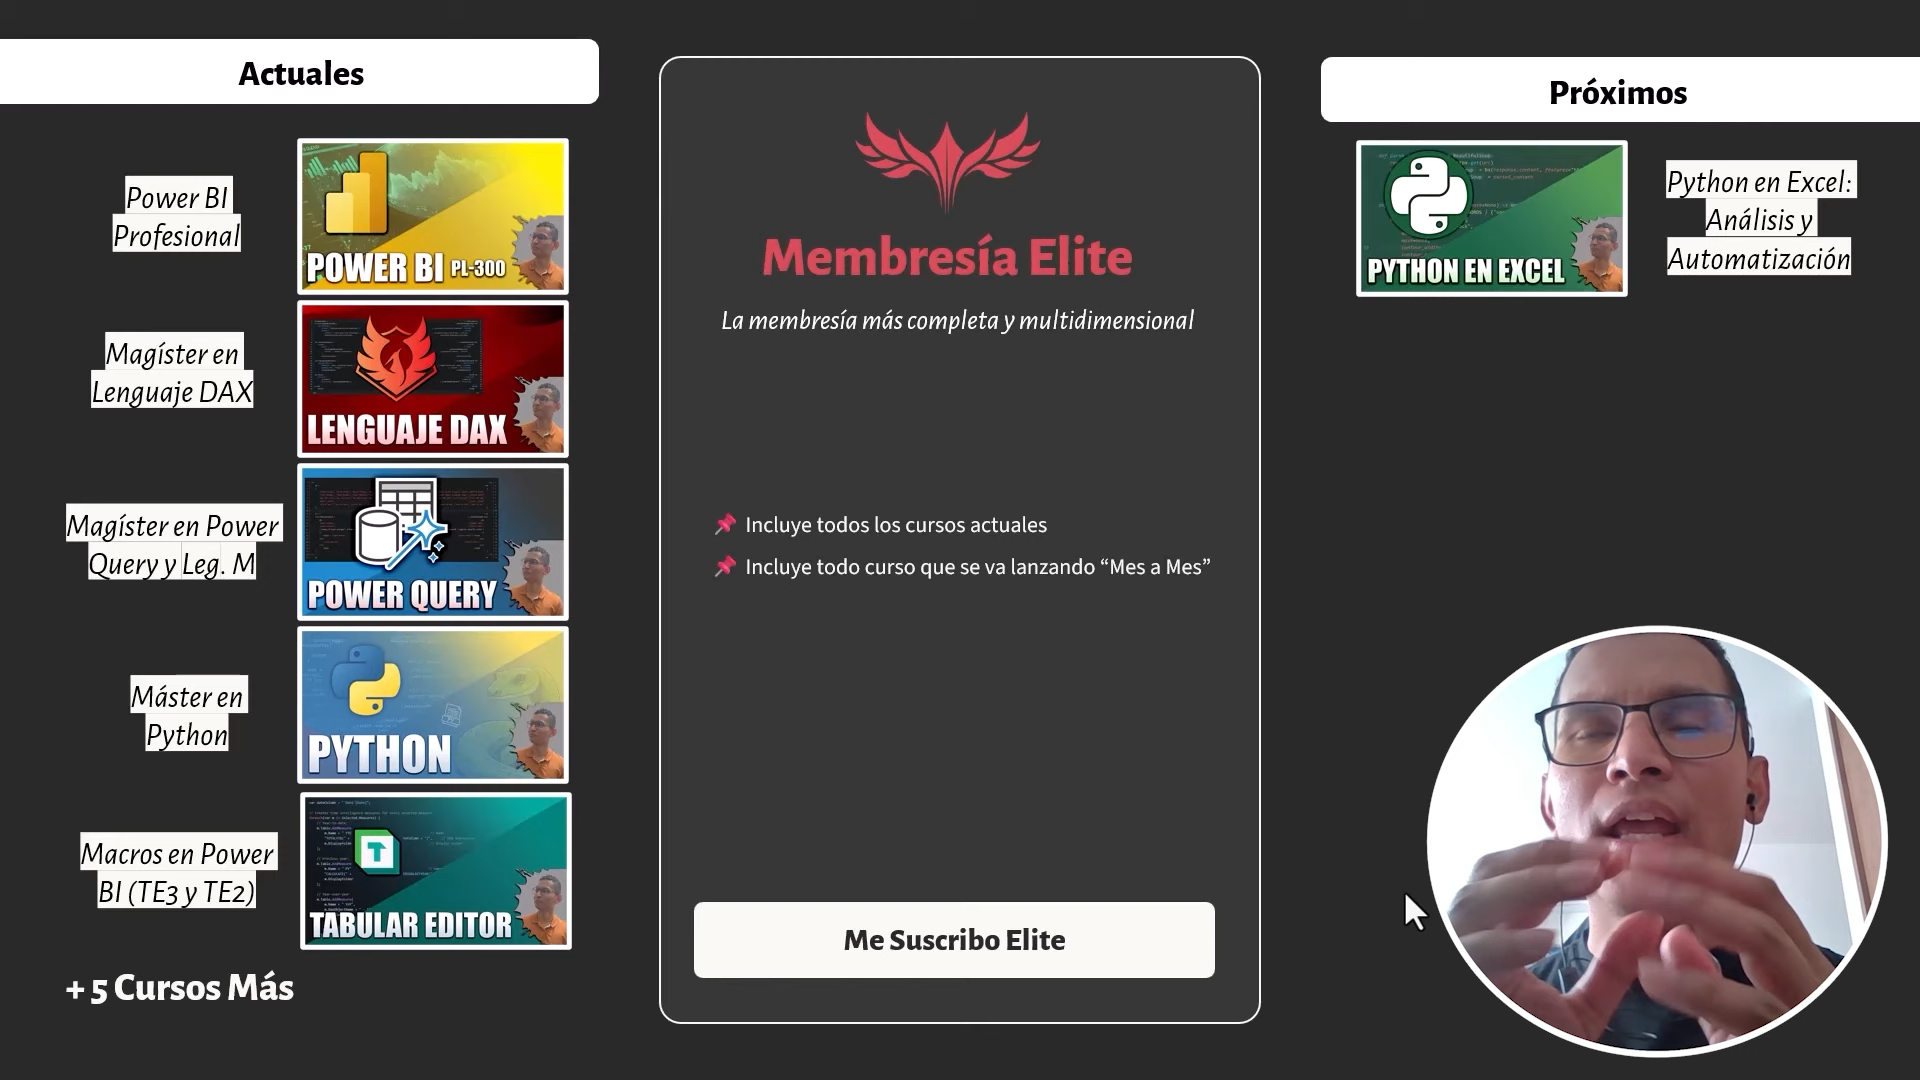 Actuales
Power BI
Profesional
POWER BI PL-300
Magíster en
Lenguaje DAX
LENGUAJE DAX
Magíster en Power
Query y Leg. M
POWER QUERY
Máster en
Python
PYTHON
Macros en Power
BI (TE3 y TE2)
TABULAR EDITOR
+ 5 Cursos Más
Membresía Elite
La membresía más completa y multidimensional
📌 Incluye todos los cursos actuales
📌 Incluye todo curso que se va lanzando “Mes a Mes”
Me Suscribo Elite
Próximos
PYTHON EN EXCEL
Python en Excel:
Análisis y
Automatización